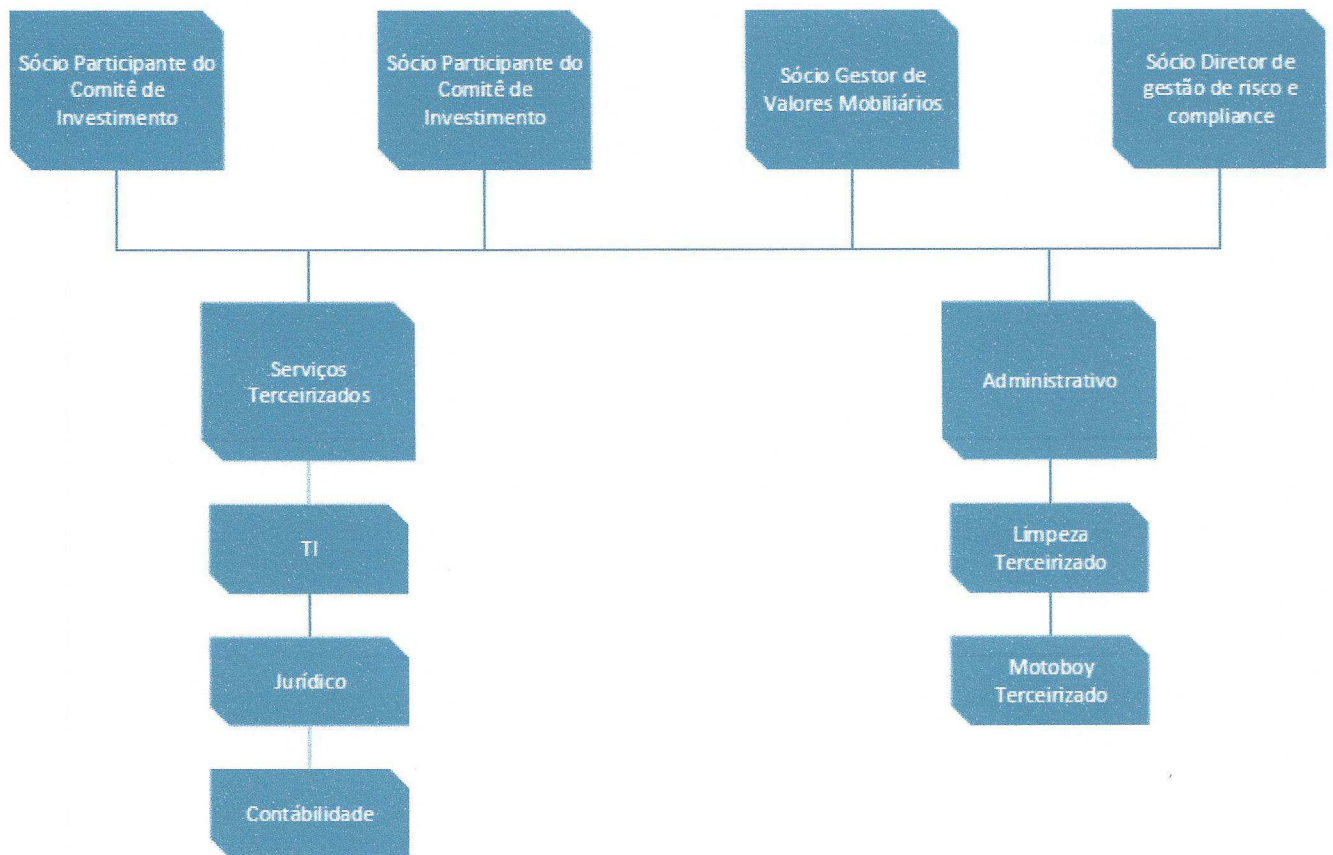 Sócio Participante do
Comitê de
Investimento
Sócio Participante do
Comitê de
Investimento
Sócio Gestor de
Valores Mobiliários
Sócio Diretor de
gestão de risco e
compliance
Serviços
Terceirizados
Administrativo
TI
Limpeza
Terceirizado
Jurídico
Motoboy
Terceirizado
Contábilidade